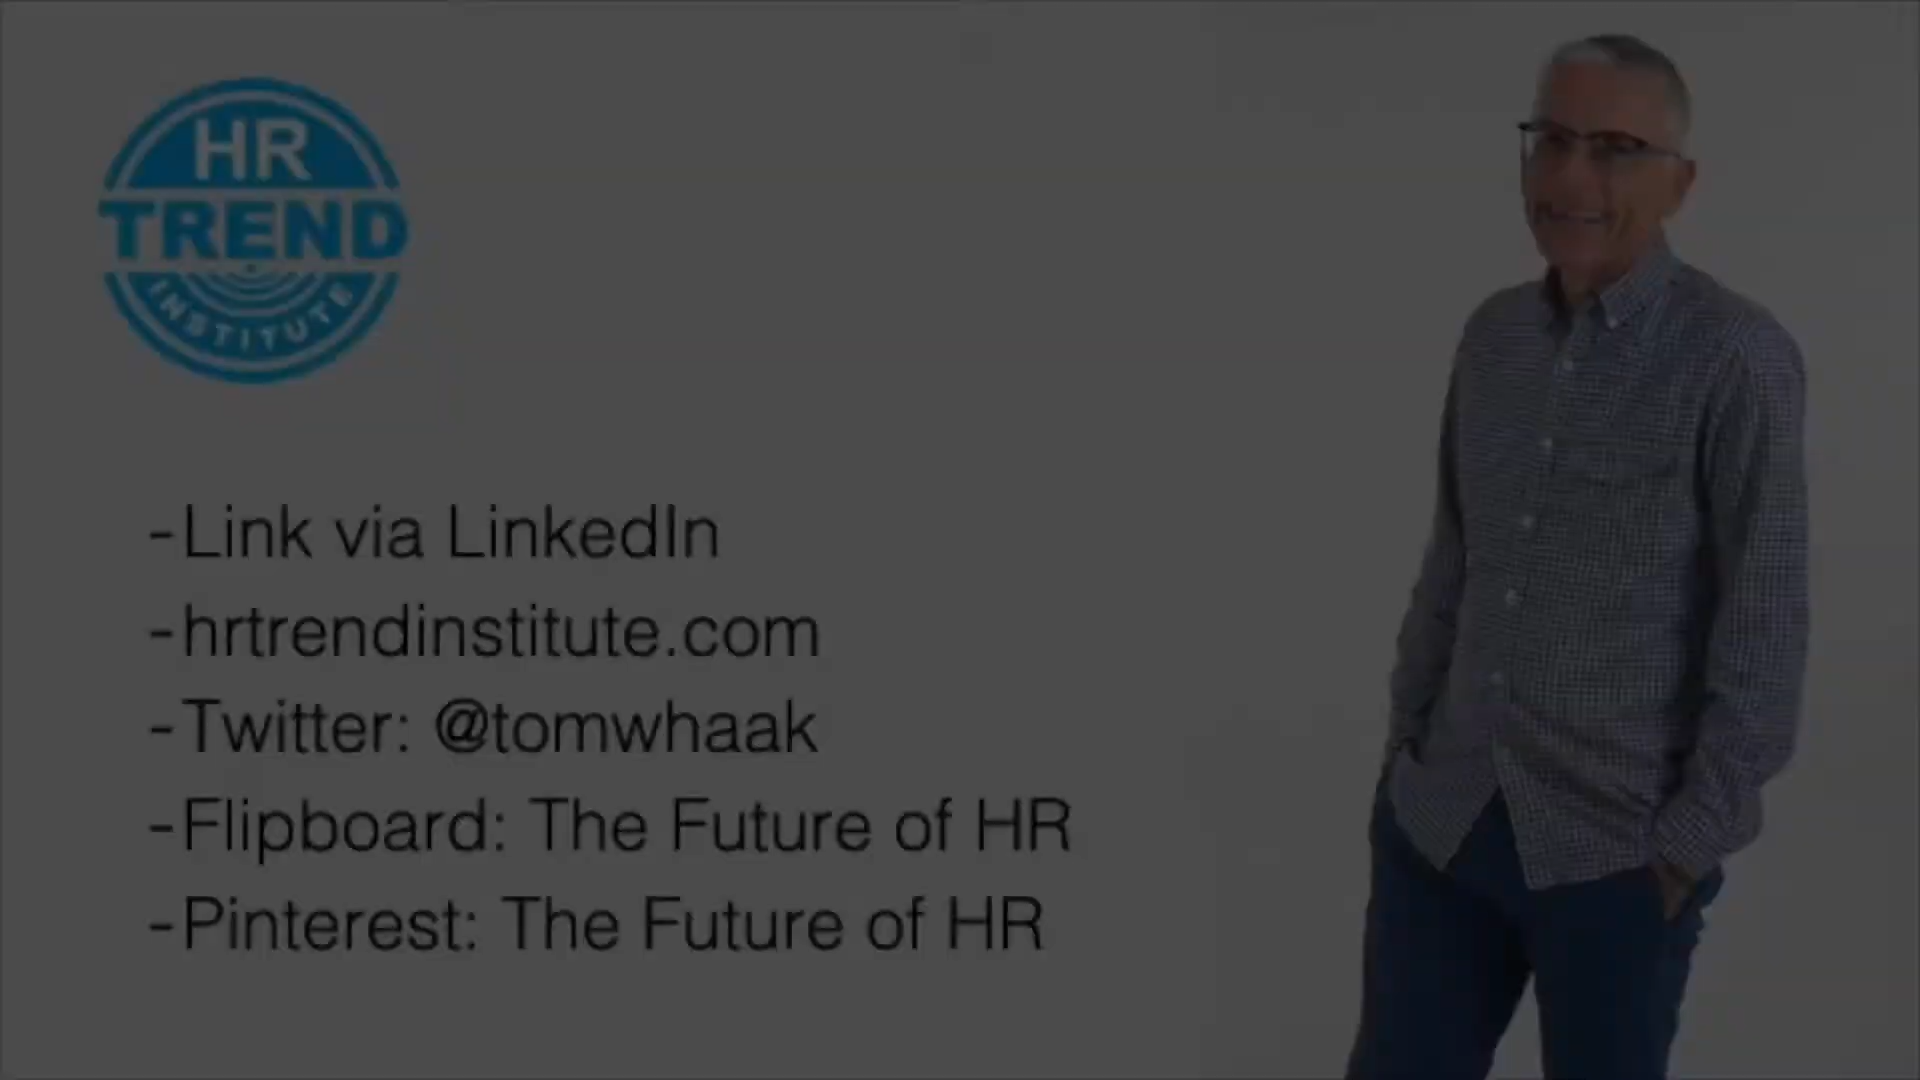 HR
TREND
INSTITUTE
-Link via LinkedIn
-hrtrendinstitute.com
-Twitter: @tomwhaak
-Flipboard: The Future of HR
-Pinterest: The Future of HR